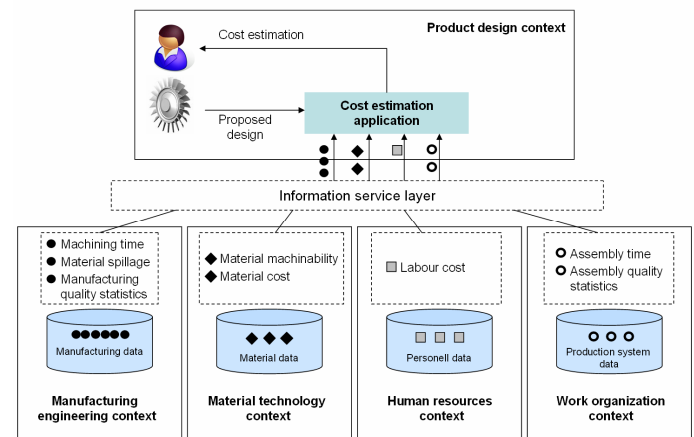 Product design context
Cost estimation
Cost estimation
application
Proposed
design
Information service layer
Machining time
Material spillage
Manufacturing
quality statistics
Manufacturing data
Manufacturing
engineering context
Material machinability
Material cost
Material data
Material technology
context
Labour cost
Personell data
Human resources
context
Assembly time
Assembly quality
statistics
Production system
data
Work organization
context